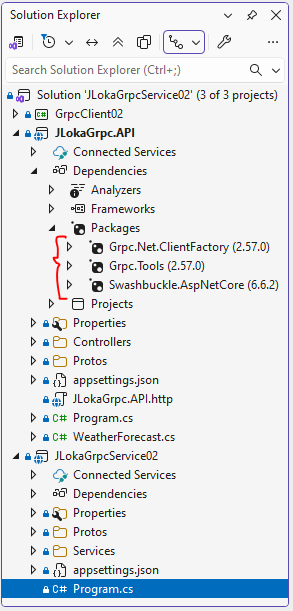 Solution Explorer
Search Solution Explorer (Ctrl+;)
Solution 'JLokaGrpcService02' (3 of 3 projects)
C# GrpcClient02
JLokaGrpc.API
Connected Services
Dependencies
Analyzers
Frameworks
Packages
Grpc.Net.ClientFactory (2.57.0)
Grpc.Tools (2.57.0)
Swashbuckle.AspNetCore (6.6.2)
Projects
Properties
Controllers
Protos
appsettings.json
JLokaGrpc.API.http
C# Program.cs
C# WeatherForecast.cs
JLokaGrpcService02
Connected Services
Dependencies
Properties
Protos
Services
appsettings.json
C# Program.cs